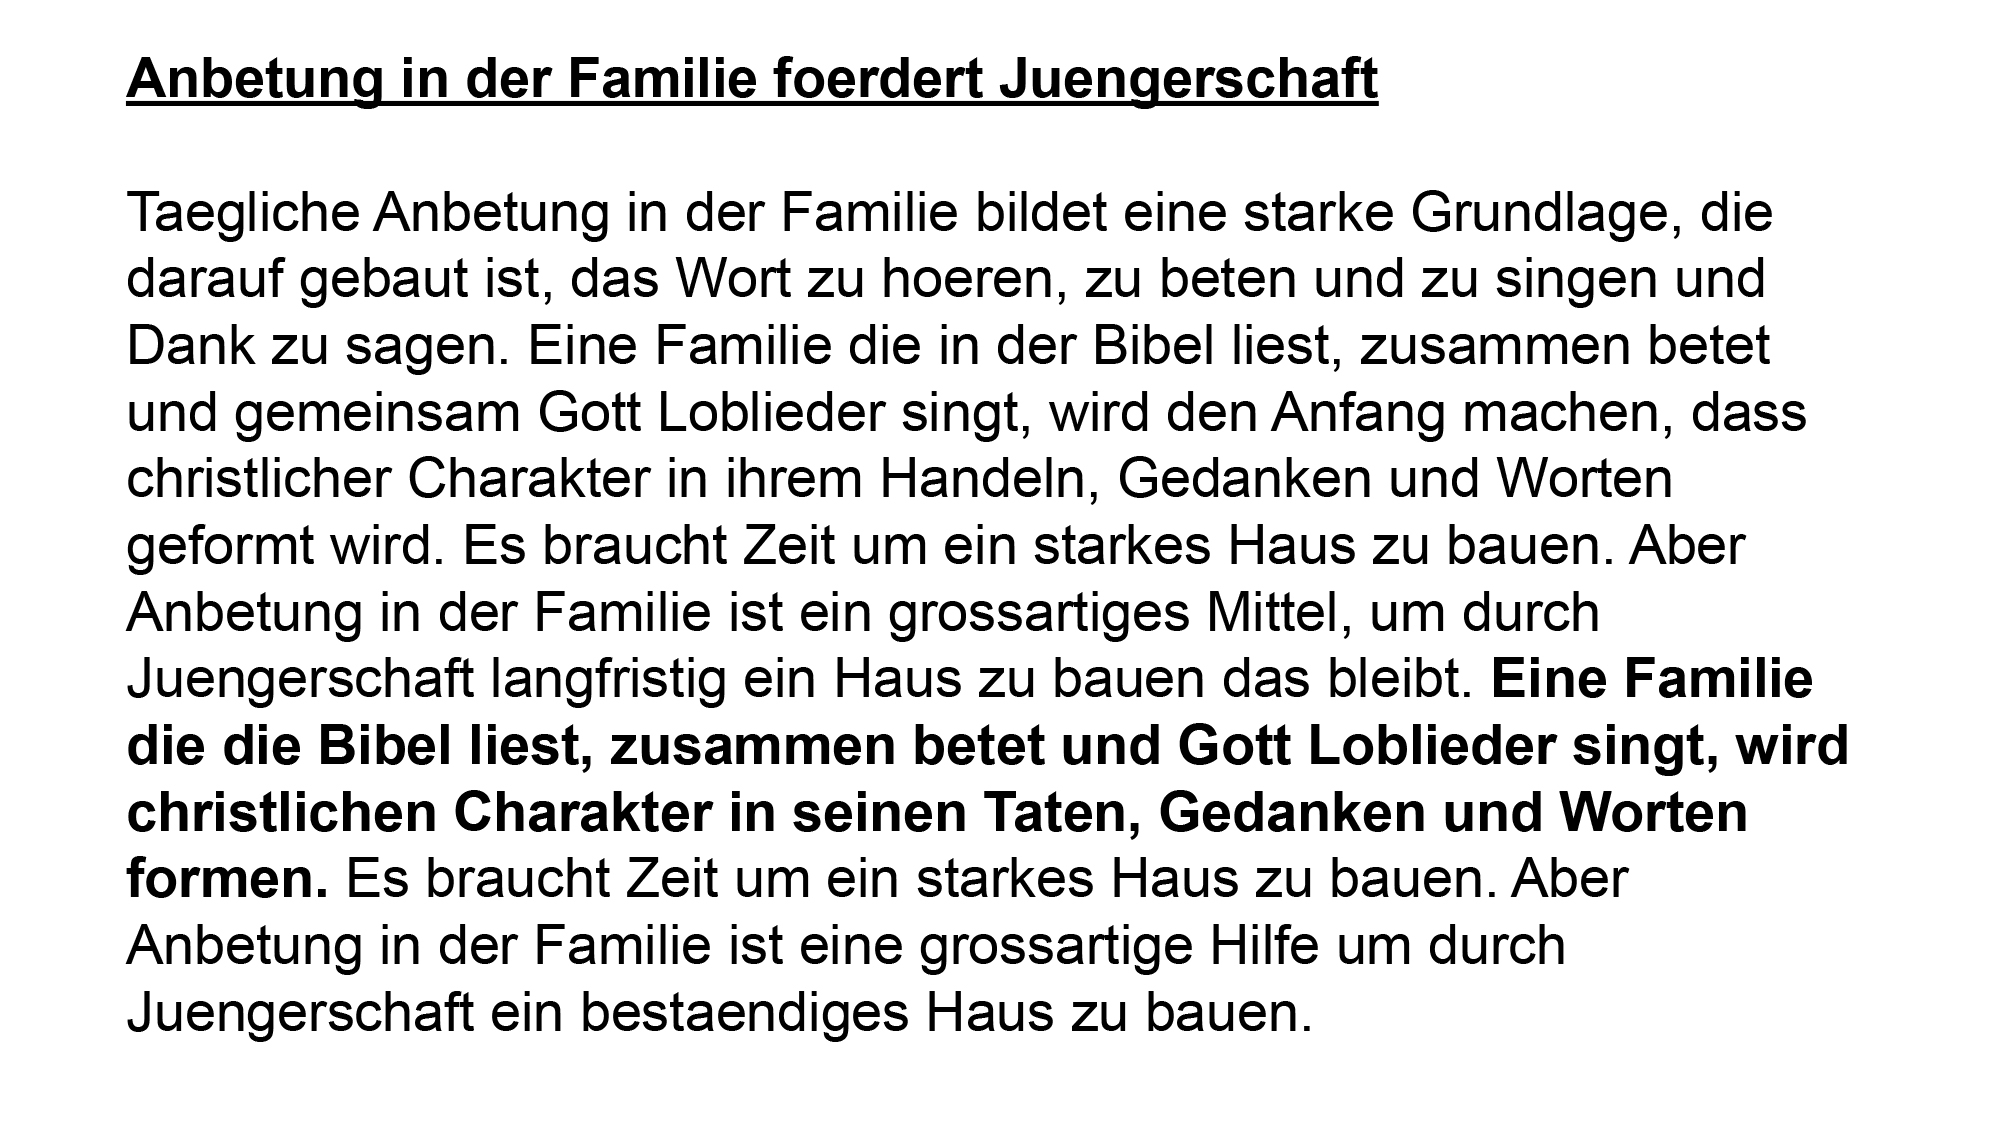 Anbetung in der Familie foerdert Juengerschaft
Taegliche Anbetung in der Familie bildet eine starke Grundlage, die
darauf gebaut ist, das Wort zu hoeren, zu beten und zu singen und
Dank zu sagen. Eine Familie die in der Bibel liest, zusammen betet
und gemeinsam Gott Loblieder singt, wird den Anfang machen, dass
christlicher Charakter in ihrem Handeln, Gedanken und Worten
geformt wird. Es braucht Zeit um ein starkes Haus zu bauen. Aber
Anbetung in der Familie ist ein grossartiges Mittel, um durch
Juengerschaft langfristig ein Haus zu bauen das bleibt. Eine Familie
die die Bibel liest, zusammen betet und Gott Loblieder singt, wird
christlichen Charakter in seinen Taten, Gedanken und Worten
formen. Es braucht Zeit um ein starkes Haus zu bauen. Aber
Anbetung in der Familie ist eine grossartige Hilfe um durch
Juengerschaft ein bestaendiges Haus zu bauen.